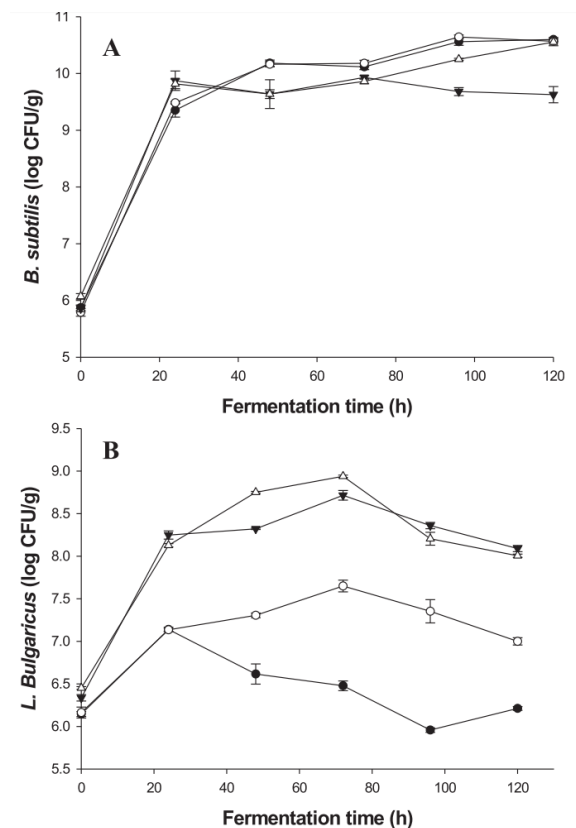 A
B. subtilis (log CFU/g)
11
10
9
8
7
6
5
0 20 40 60 80 100 120
Fermentation time (h)
B
L. Bulgaricus (log CFU/g)
9.5
9.0
8.5
8.0
7.5
7.0
6.5
6.0
5.5
0 20 40 60 80 100 120
Fermentation time (h)